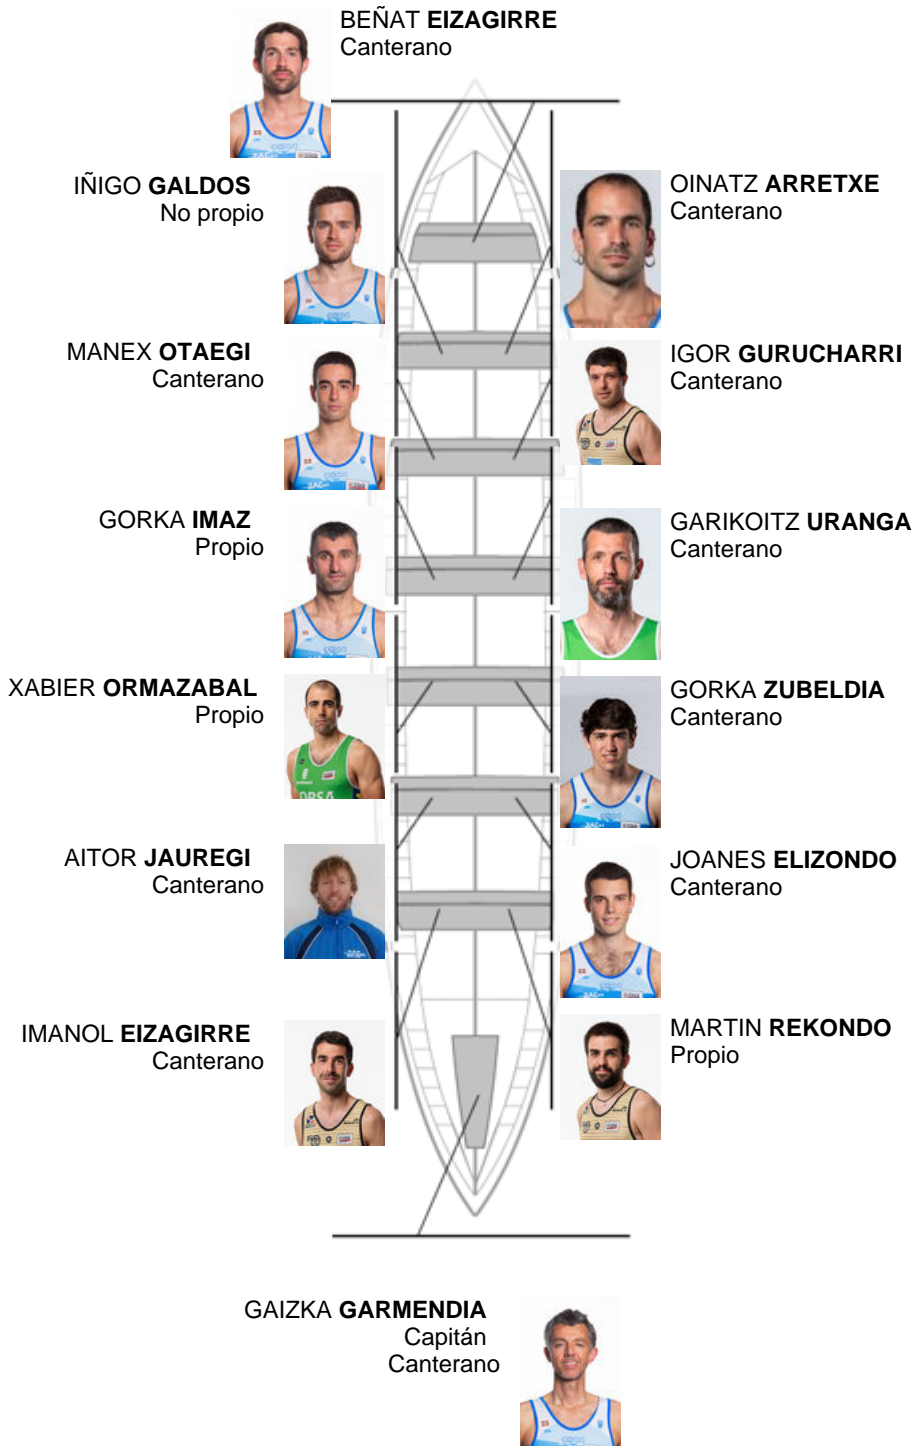 BEÑAT EIZAGIRRE
Canterano
IÑIGO GALDOS
No propio
OINATZ ARRETXE
Canterano
MANEX OTAEGI
Canterano
IGOR GURUCHARRI
Canterano
GORKA IMAZ
Propio
GARIKOITZ URANGA
Canterano
XABIER ORMAZABAL
Propio
GORKA ZUBELDIA
Canterano
AITOR JAUREGI
Canterano
JOANES ELIZONDO
Canterano
IMANOL EIZAGIRRE
Canterano
MARTIN REKONDO
Propio
GAIZKA GARMENDIA
Capitán
Canterano